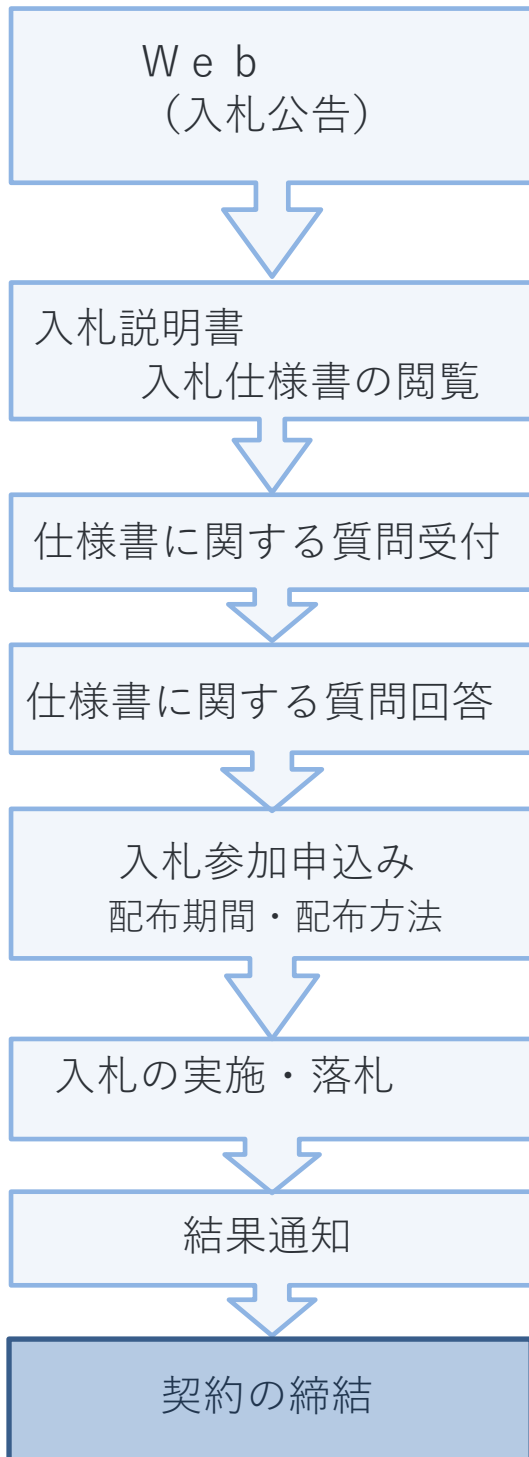 Ｗｅｂ
（入札公告）
入札説明書
入札仕様書の閲覧
仕様書に関する質問受付
仕様書に関する質問回答
入札参加申込み
配布期間・配布方法
入札の実施・落札
結果通知
契約の締結